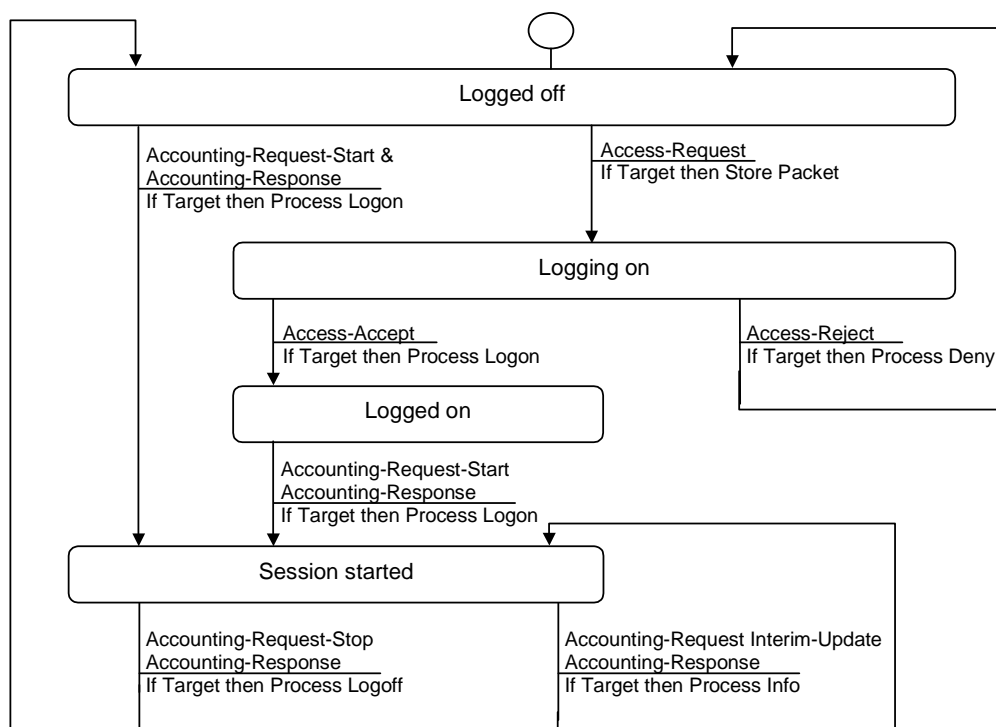 Logged off
Accounting-Request-Start &
Accounting-Response
If Target then Process Logon
Access-Request
If Target then Store Packet
Logging on
Access-Accept
If Target then Process Logon
Access-Reject
If Target then Process Deny
Logged on
Accounting-Request-Start
Accounting-Response
If Target then Process Logon
Session started
Accounting-Request-Stop
Accounting-Response
If Target then Process Logoff
Accounting-Request Interim-Update
Accounting-Response
If Target then Process Info